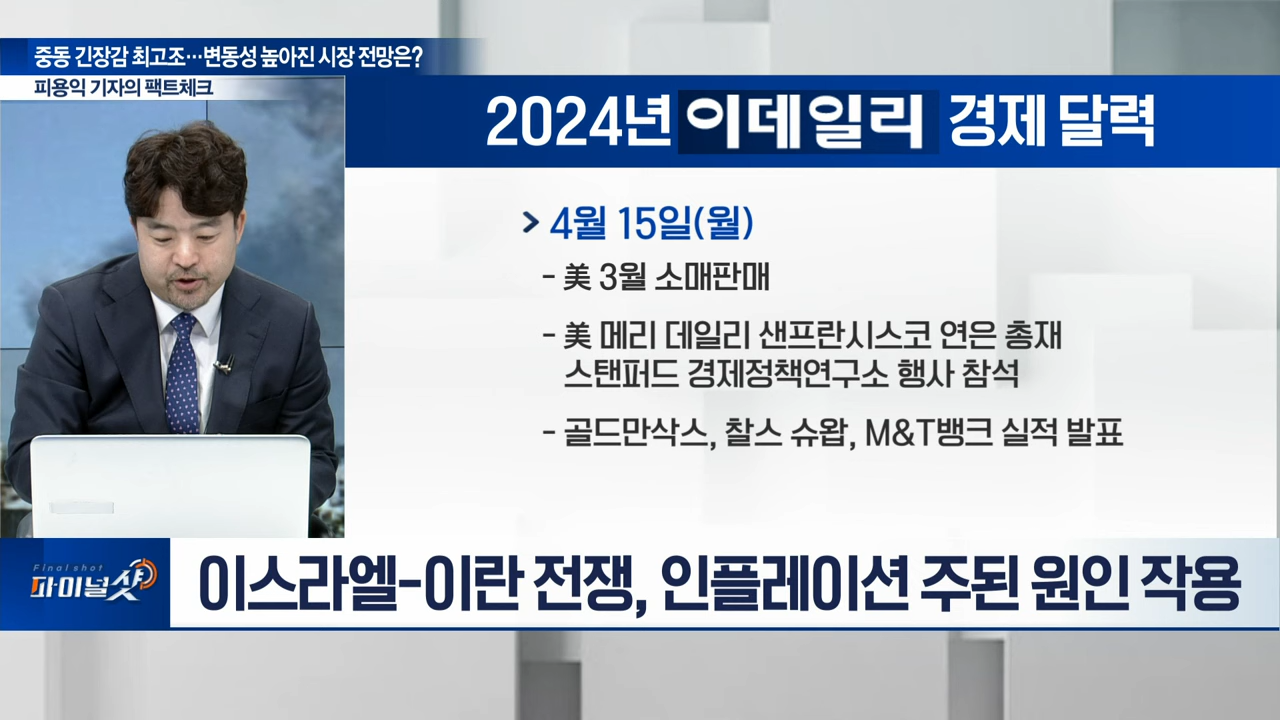 중동 긴장감 최고조…변동성 높아진 시장 전망은?
피용익 기자의 팩트체크
2024년 이데일리 경제 달력
> 4월 15일(월)
- 美 3월 소매판매
- 美 메리 데일리 샌프란시스코 연은 총재
스탠퍼드 경제정책연구소 행사 참석
- 골드만삭스, 찰스 슈왑, M&T뱅크 실적 발표
Final shot
파이널샷
이스라엘-이란 전쟁, 인플레이션 주된 원인 작용